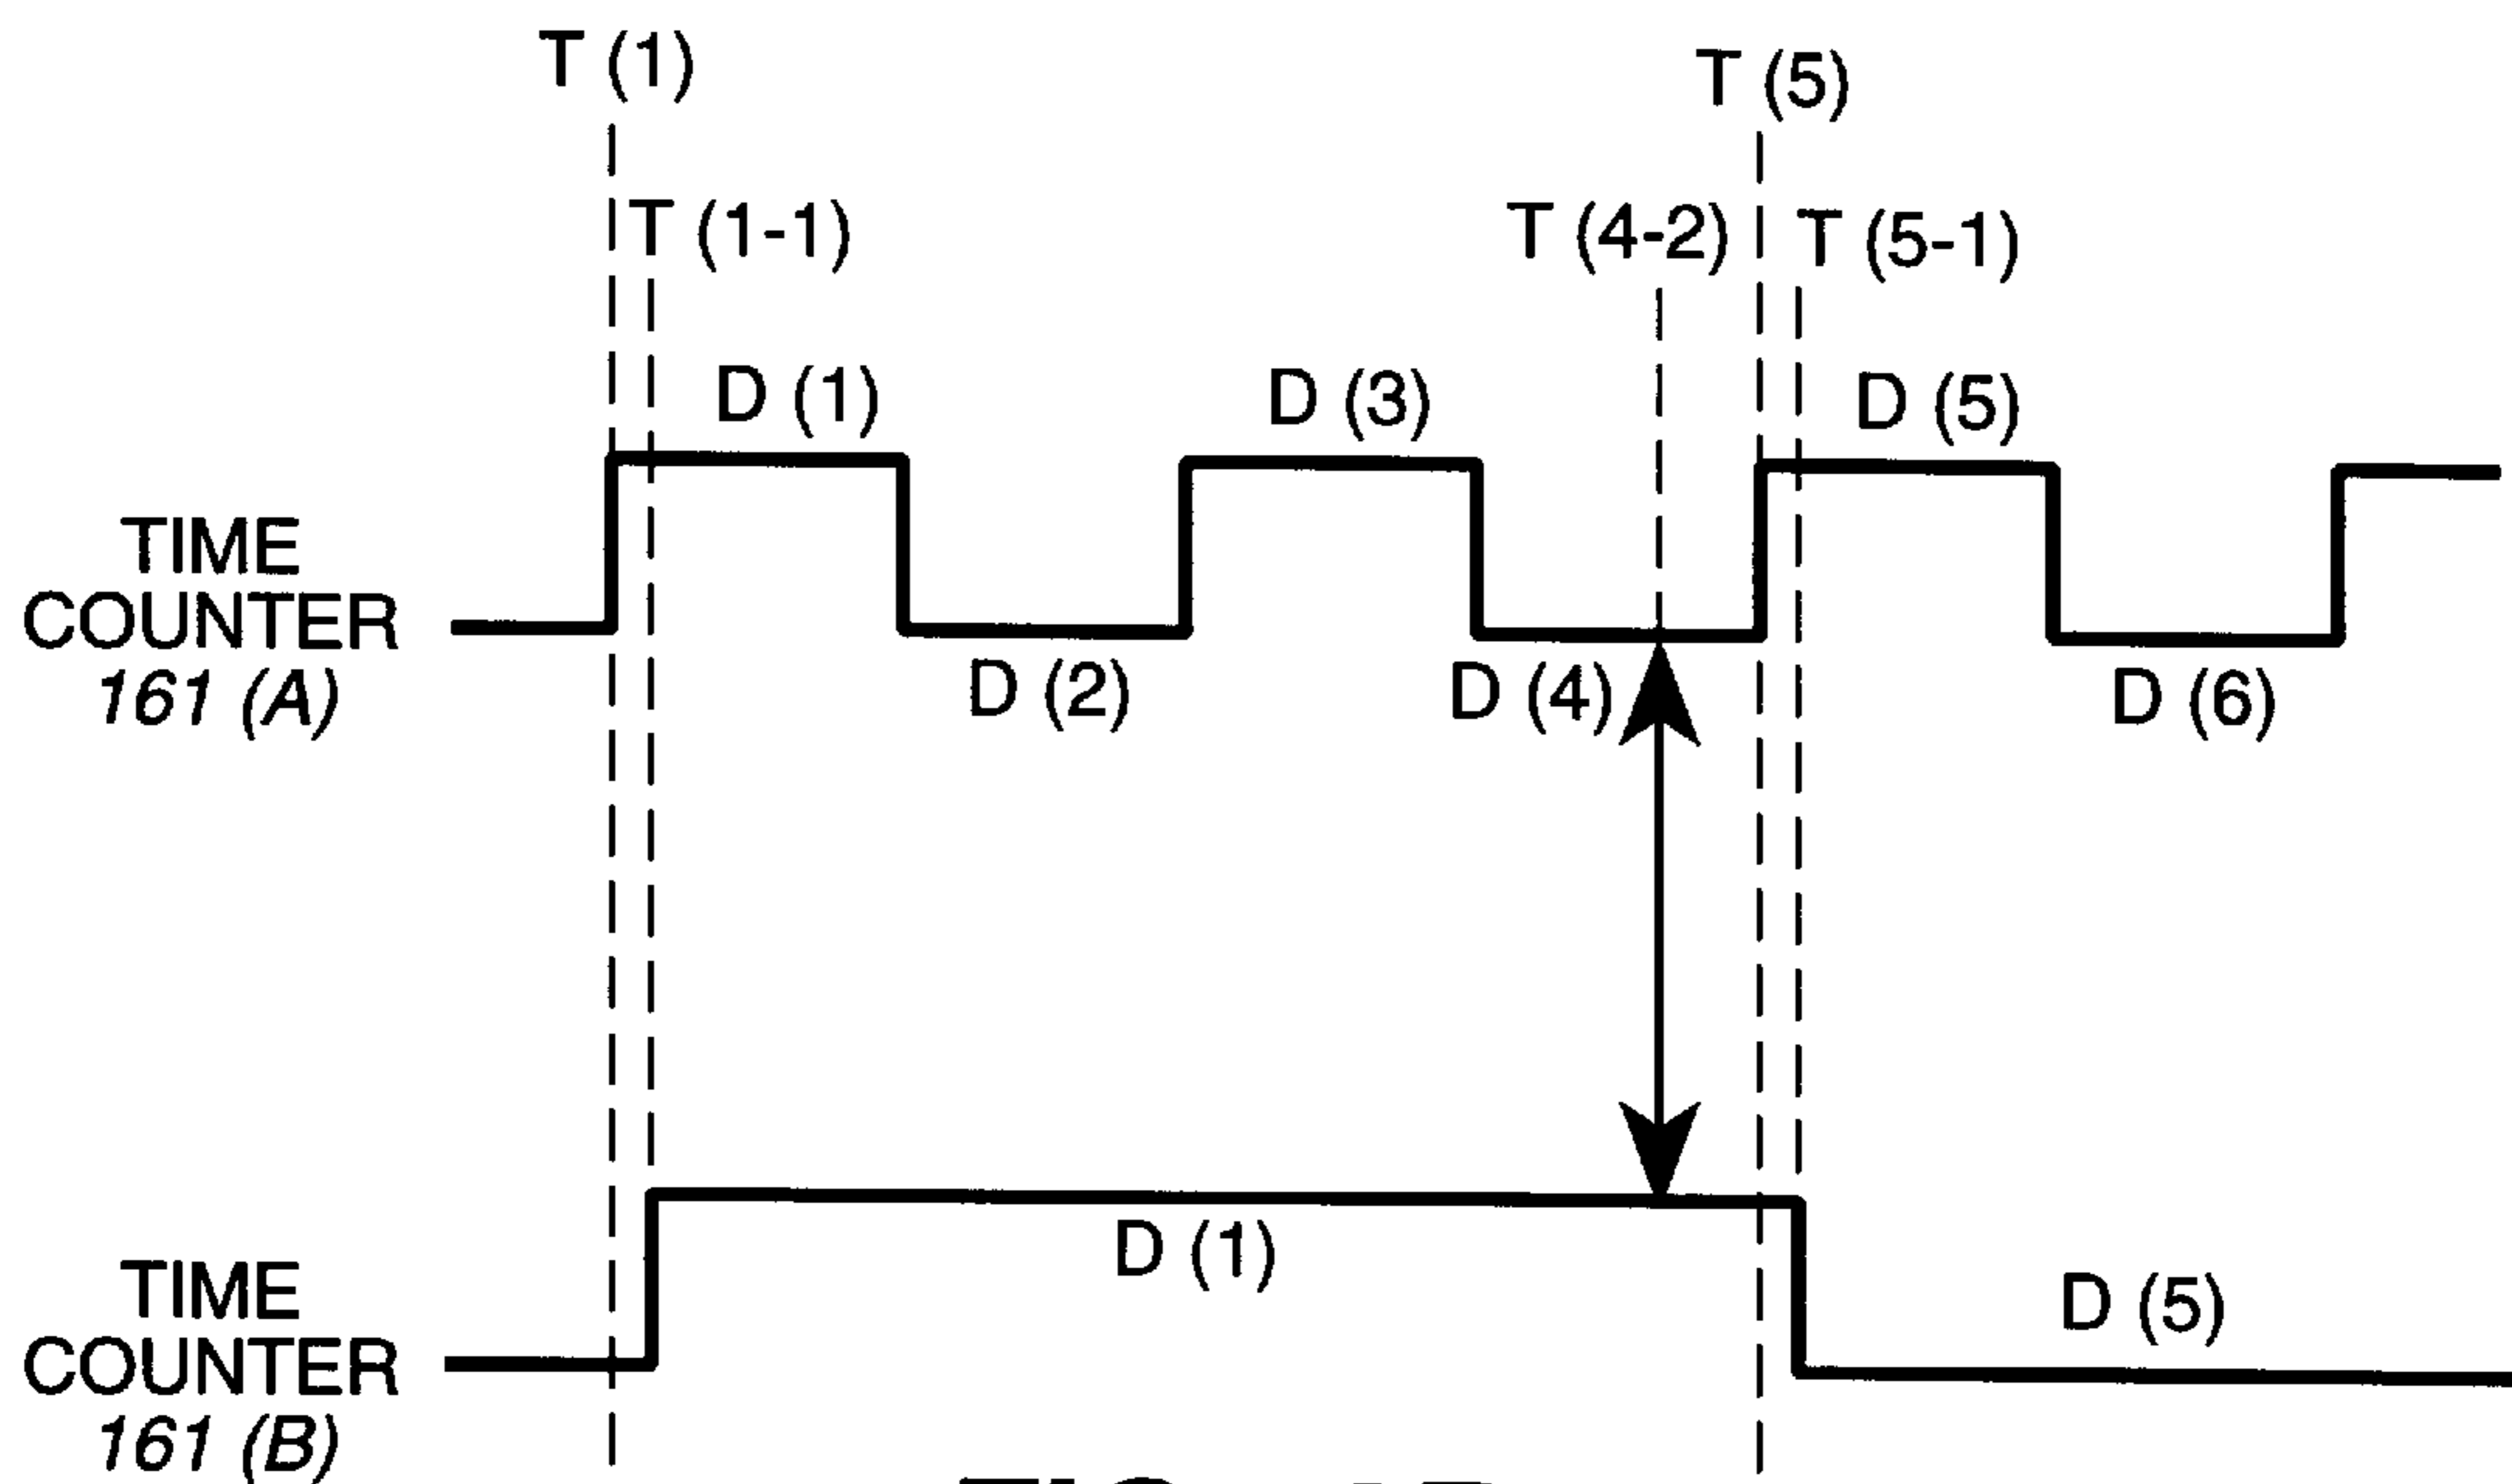 T (1)
T (5)
T (1-1)
T (4-2)
T (5-1)
D (1)
D (3)
D (5)
TIME
COUNTER
161 (A)
D (2)
D (4)
D (6)
D (1)
TIME
COUNTER
161 (B)
D (5)